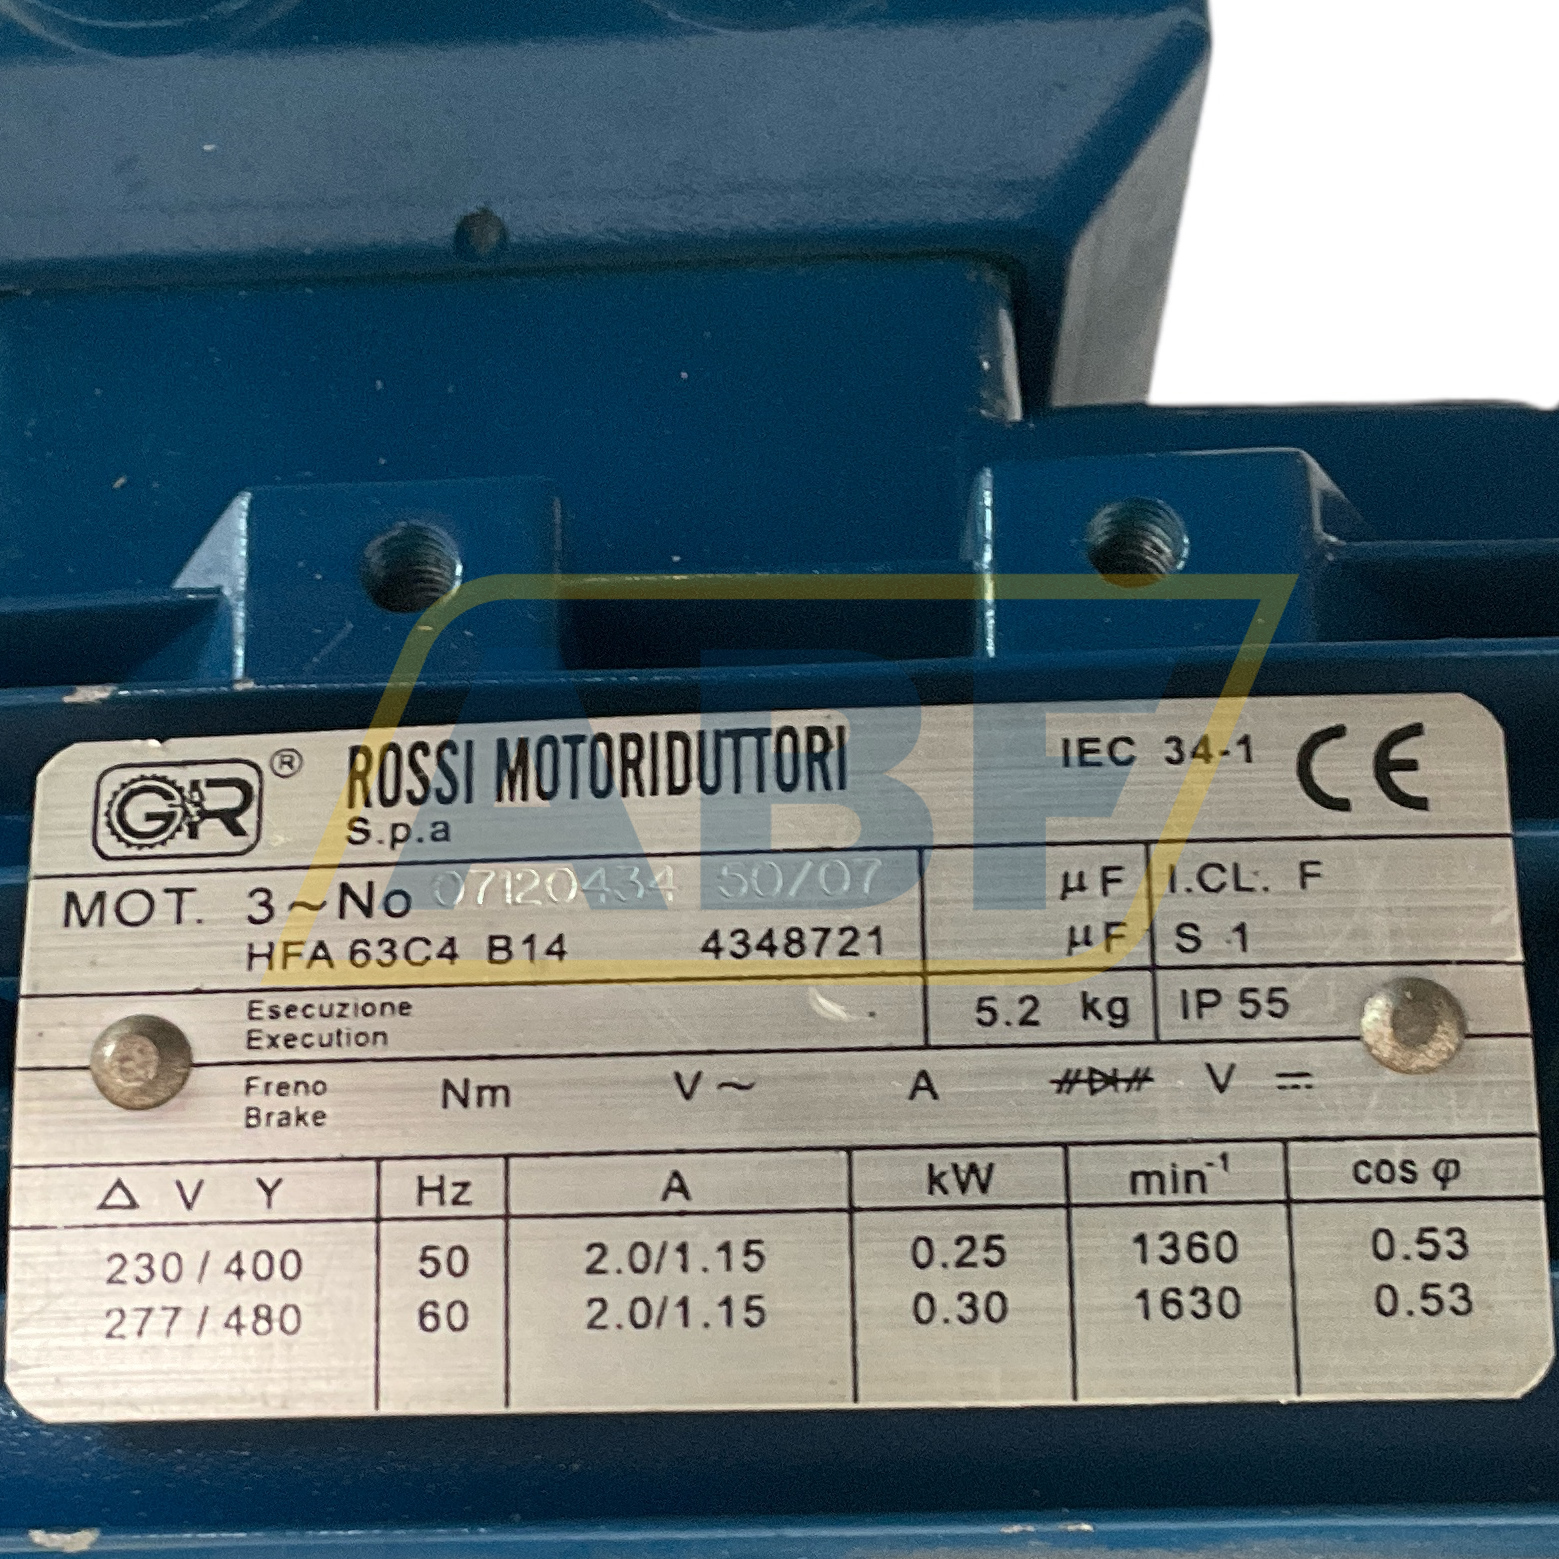 GR ® ROSSI MOTORIDUTTORI IEC 34-1 CE
S.p.a
MOT. 3~No 07120434 50/07 µF I.CL. F
HFA 63C4 B14 4348721 µF S 1
Esecuzione
Execution 5.2 kg IP 55
Freno
Brake Nm V~ A V ⎓
Δ V Y Hz A kW min-1 cos φ
230 / 400 50 2.0/1.15 0.25 1360 0.53
277 / 480 60 2.0/1.15 0.30 1630 0.53
ABF